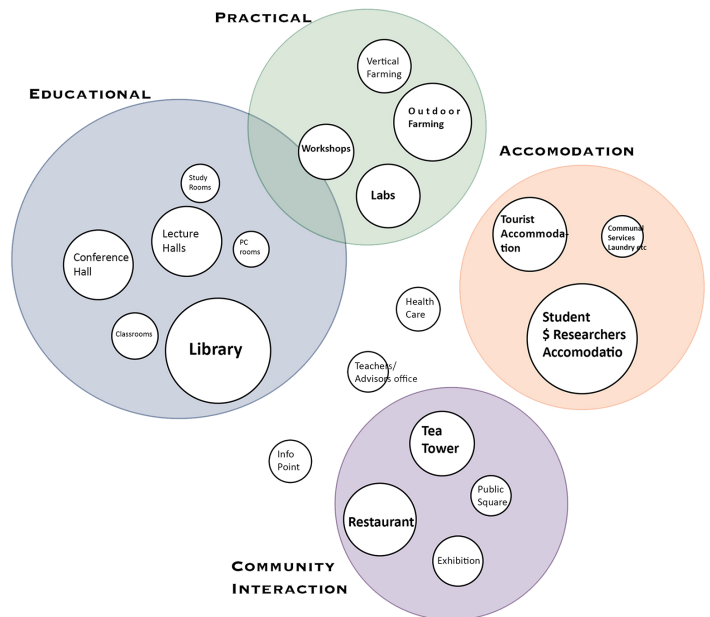 PRACTICAL
Vertical
Farming
Outdoor
Farming
Workshops
Labs
EDUCATIONAL
Study
Rooms
Lecture
Halls
PC
rooms
Conference
Hall
Classrooms
Library
ACCOMODATION
Tourist
Accommoda-
tion
Communal
Services
Laundry etc
Student
$ Researchers
Accomodatio
Health
Care
Teachers/
Advisors office
Info
Point
Tea
Tower
Public
Square
Restaurant
Exhibition
COMMUNITY
INTERACTION